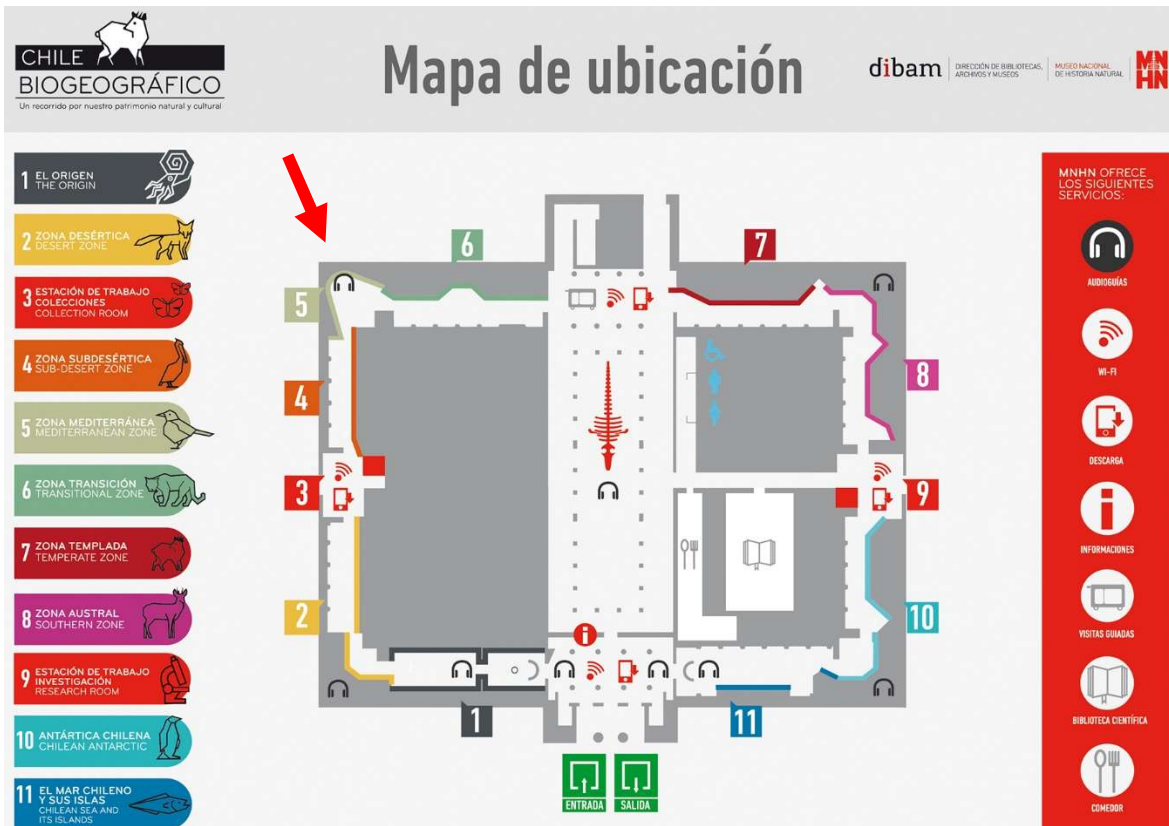 CHILE
BIOGEOGRÁFICO
Un recorrido por nuestro patrimonio natural y cultural
Mapa de ubicación
dibam
DIRECCIÓN DE BIBLIOTECAS,
ARCHIVOS Y MUSEOS
MUSEO NACIONAL
DE HISTORIA NATURAL
MN
HN
1 EL ORIGEN
THE ORIGIN
2 ZONA DESÉRTICA
DESERT ZONE
3 ESTACIÓN DE TRABAJO
COLECCIONES
COLLECTION ROOM
4 ZONA SUBDESÉRTICA
SUB-DESERT ZONE
5 ZONA MEDITERRÁNEA
MEDITERRANEAN ZONE
6 ZONA TRANSICIÓN
TRANSITIONAL ZONE
7 ZONA TEMPLADA
TEMPERATE ZONE
8 ZONA AUSTRAL
SOUTHERN ZONE
9 ESTACIÓN DE TRABAJO
INVESTIGACIÓN
RESEARCH ROOM
10 ANTÁRTICA CHILENA
CHILEAN ANTARCTIC
11 EL MAR CHILENO
Y SUS ISLAS
CHILEAN SEA AND
ITS ISLANDS
6
7
5
4
8
3
9
2
10
i
1
11
ENTRADA
SALIDA
MNHN OFRECE
LOS SIGUIENTES
SERVICIOS:
AUDIOGUÍAS
WI-FI
DESCARGA
i
INFORMACIONES
VISITAS GUIADAS
BIBLIOTECA CIENTÍFICA
COMEDOR